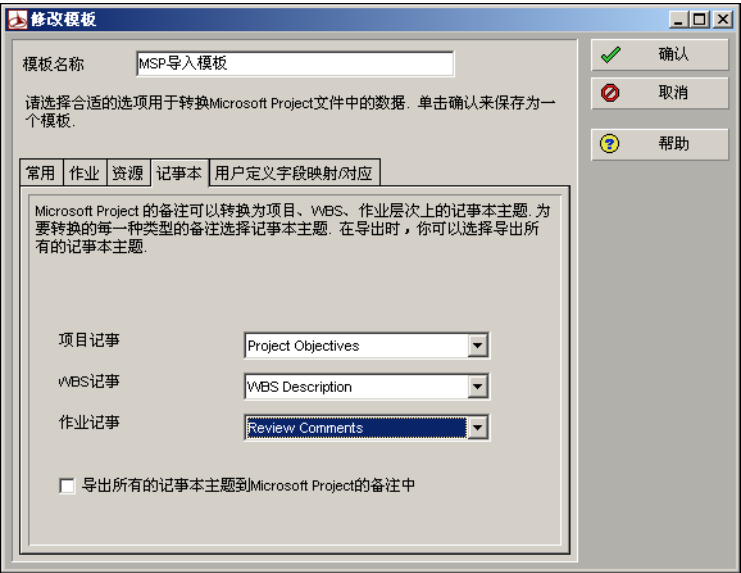 修改模板
模板名称 MSP导入模板
确认
请选择合适的选项用于转换Microsoft Project文件中的数据. 单击确认来保存为一
个模板.
取消
帮助
常用 作业 资源 记事本 用户定义字段映射/对应
Microsoft Project 的备注可以转换为项目、WBS、作业层次上的记事本主题. 为
要转换的每一种类型的备注选择记事本主题. 在导出时，你可以选择导出所
有的记事本主题.
项目记事 Project Objectives
WBS记事 WBS Description
作业记事 Review Comments
导出所有的记事本主题到Microsoft Project的备注中